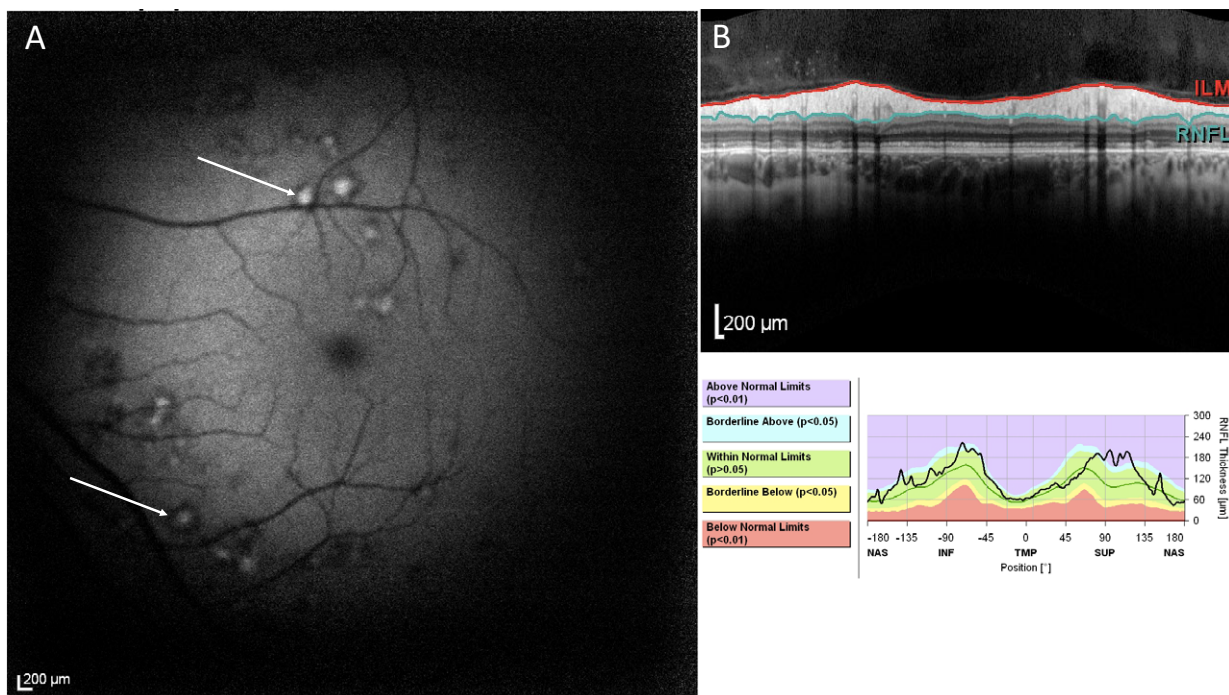 A
200 µm
B
ILM
RNFL
200 µm
Above Normal Limits
(p<0.01)
Borderline Above (p<0.05)
Within Normal Limits
(p>0.05)
Borderline Below (p<0.05)
Below Normal Limits
(p<0.01)
300
240
180
120
60
0
RNFL Thickness [µm]
-180 -135 -90 -45 0 45 90 135 180
NAS INF TMP SUP NAS
Position [°]